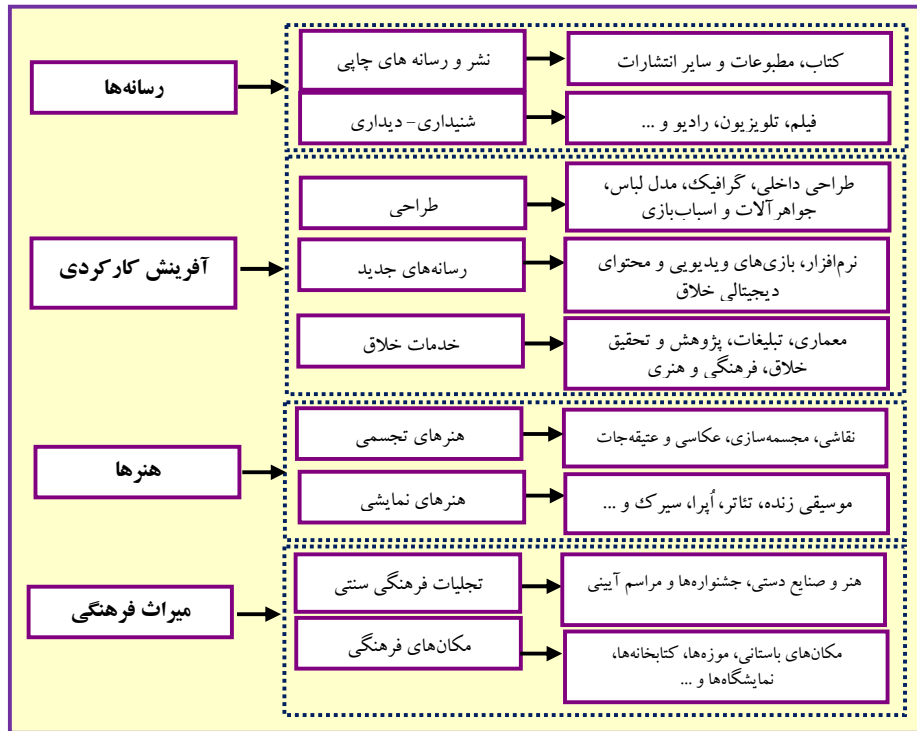 رسانه‌ها
نشر و رسانه های چاپی
کتاب، مطبوعات و سایر انتشارات
شنیداری- دیداری
فیلم، تلویزیون، رادیو و ...
آفرینش کارکردی
طراحی
طراحی داخلی، گرافیک، مدل لباس،
جواهرآلات و اسباب‌بازی
رسانه‌های جدید
نرم‌افزار، بازی‌های ویدیویی و محتوای
دیجیتالی خلاق
خدمات خلاق
معماری، تبلیغات، پژوهش و تحقیق
خلاق، فرهنگی و هنری
هنرها
هنرهای تجسمی
نقاشی، مجسمه‌سازی، عکاسی و عتیقه‌جات
هنرهای نمایشی
موسیقی زنده، تئاتر، اُپرا، سیرک و ...
میراث فرهنگی
تجلیات فرهنگی سنتی
هنر و صنایع دستی، جشنواره‌ها و مراسم آیینی
مکان‌های فرهنگی
مکان‌های باستانی، موزه‌ها، کتابخانه‌ها،
نمایشگاه‌ها و ...